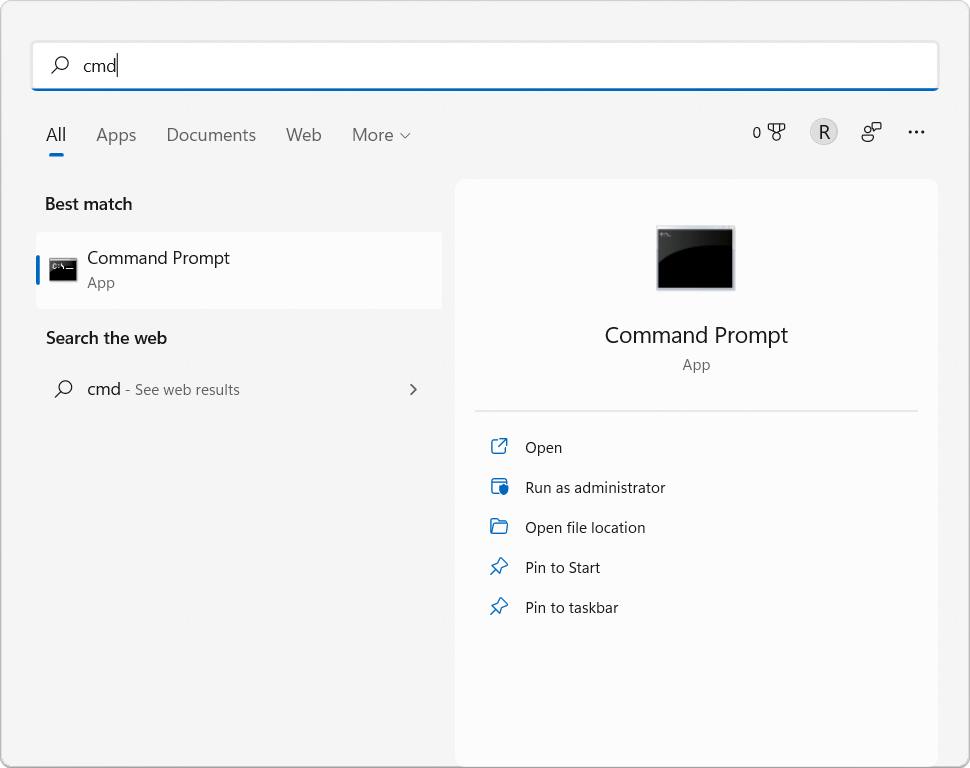 cmd
All Apps Documents Web More
0 R
Best match
Command Prompt
App
Search the web
cmd - See web results
Command Prompt
App
Open
Run as administrator
Open file location
Pin to Start
Pin to taskbar